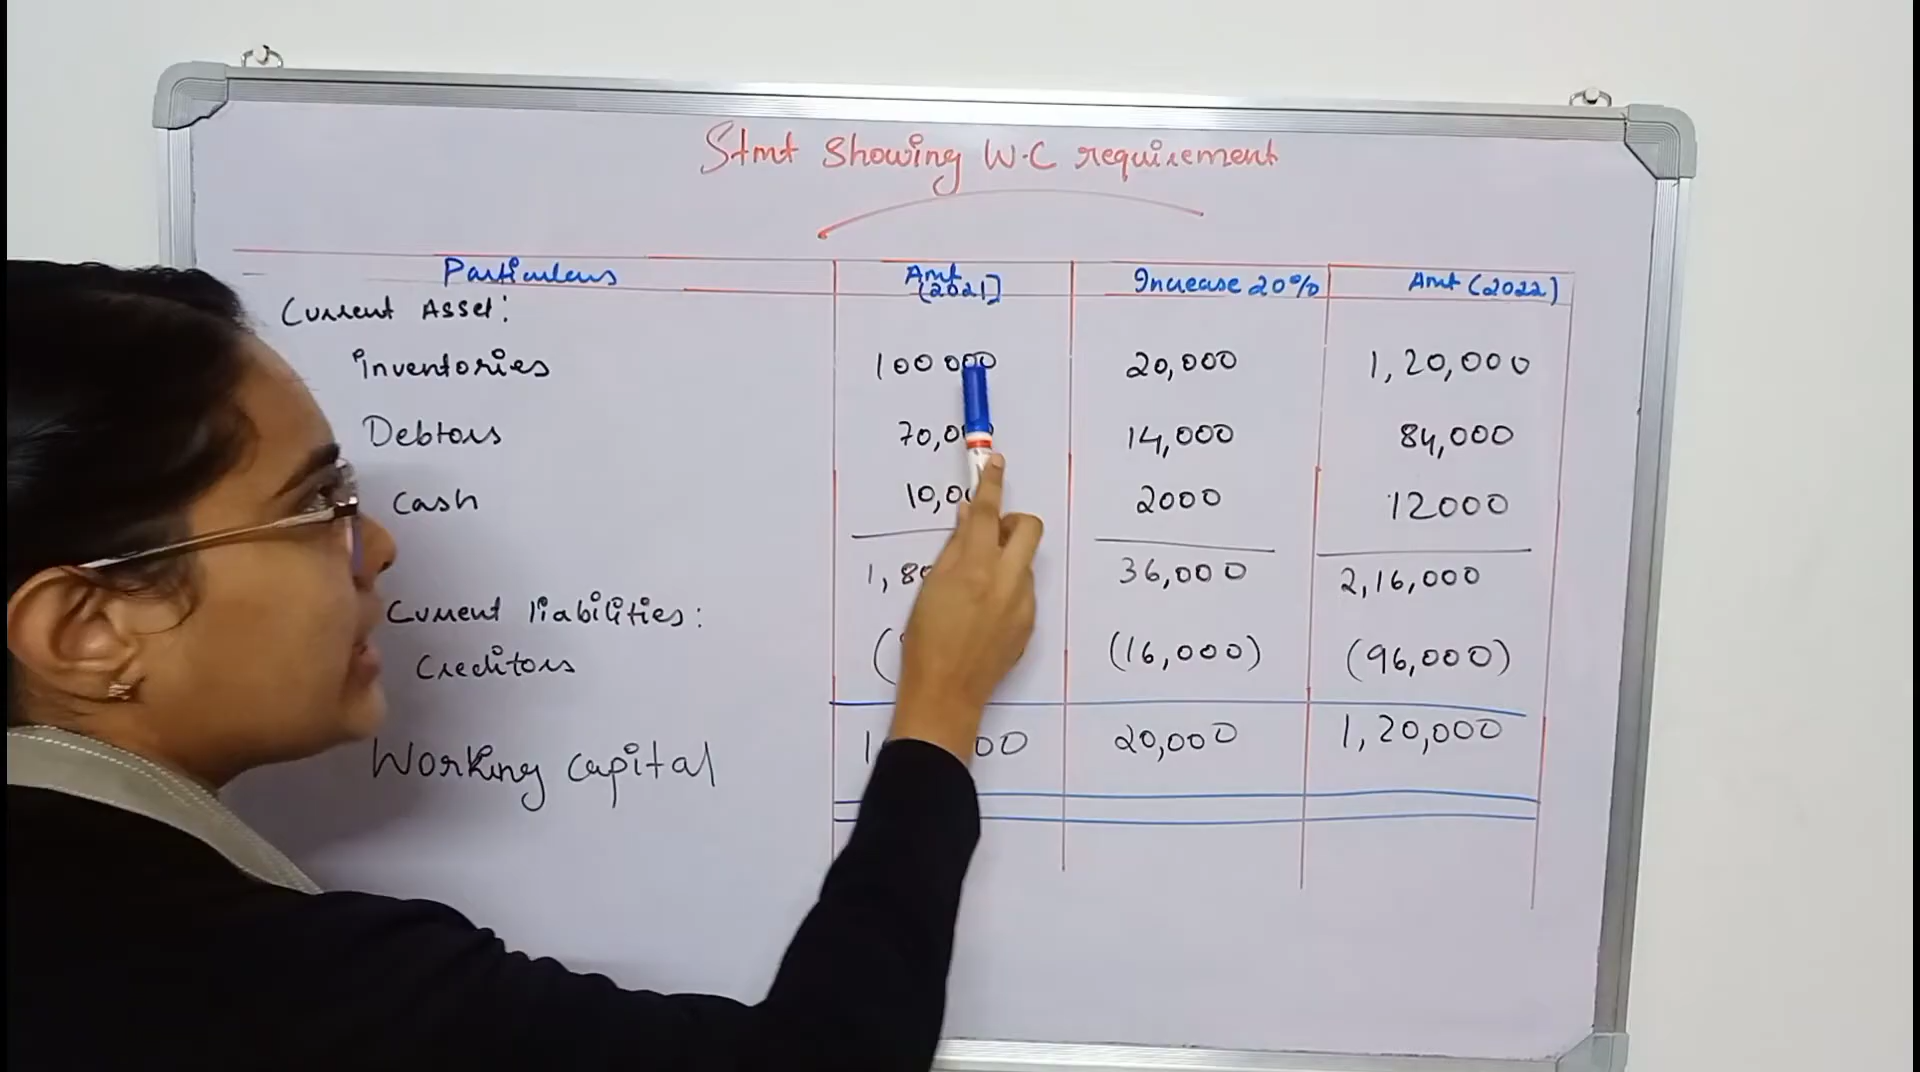 Stmt Showing W.C requirement
Particulars Amt (2021] Increase 20% Amt (2022)
Current Asset:
Inventories 100 000 20,000 1,20,000
Debtors 14,000 84,000
Cash 2000 12000
36,000 2,16,000
Current liabilities:
Creditors (16,000) (96,000)
Working capital 20,000 1,20,000